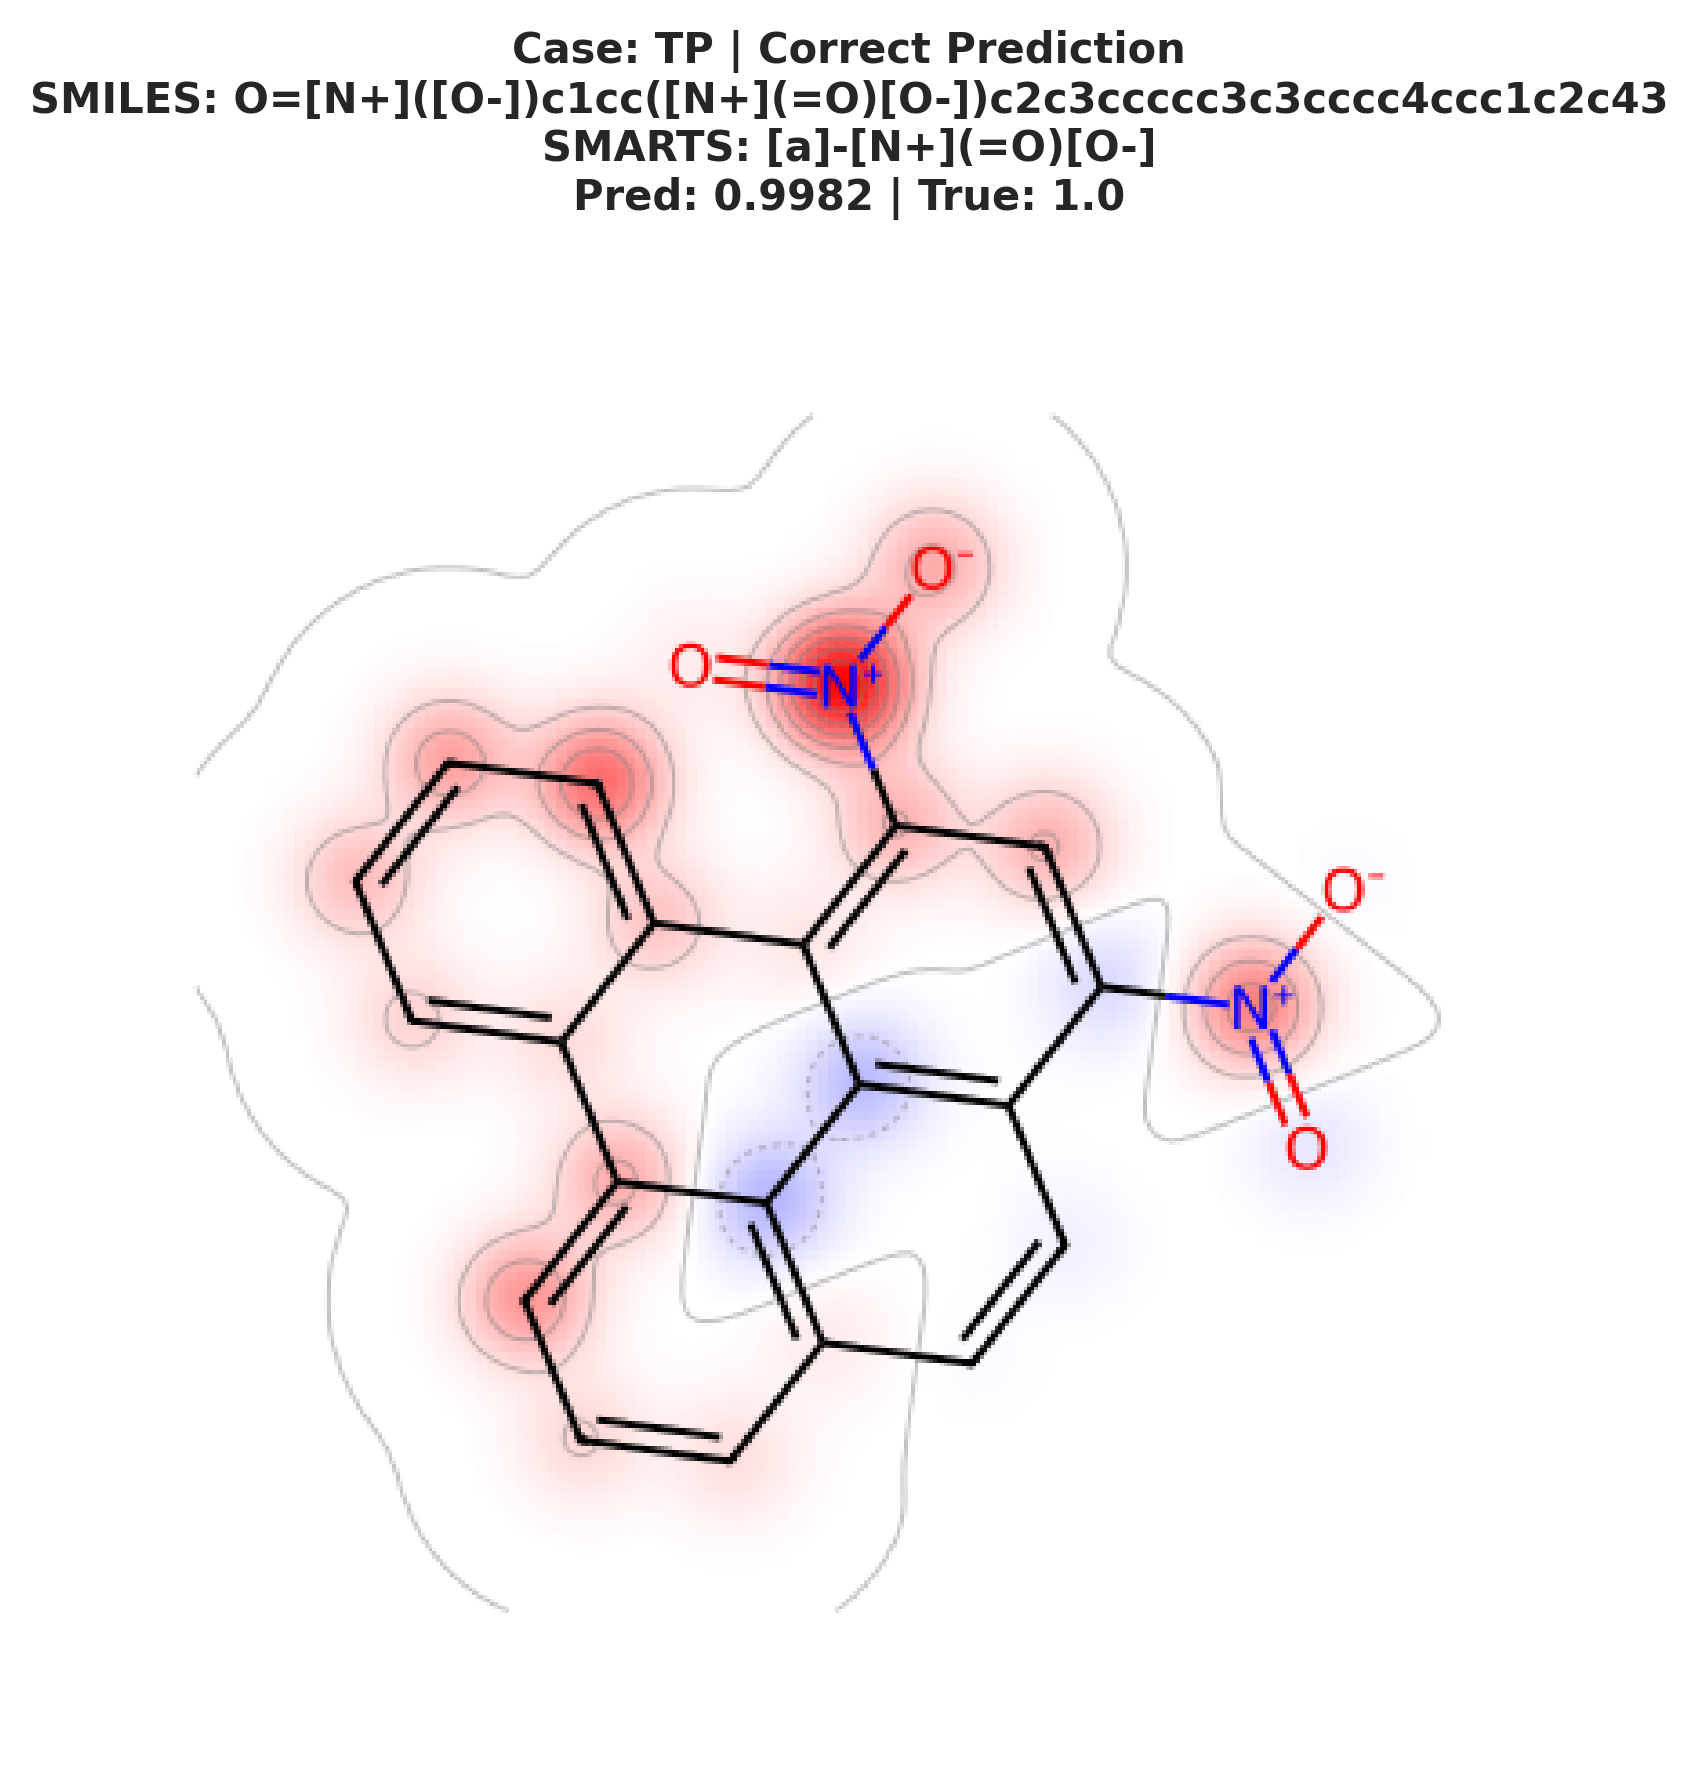 Case: TP | Correct Prediction
SMILES: O=[N+]([O-])c1cc([N+](=O)[O-])c2c3ccccc3c3cccc4ccc1c2c43
SMARTS: [a]-[N+](=O)[O-]
Pred: 0.9982 | True: 1.0
O⁻
O
N⁺
O⁻
N⁺
O